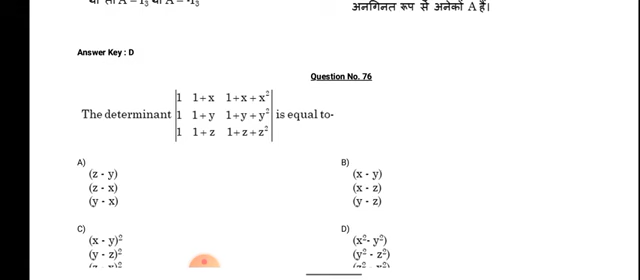 अनगिनत रूप से अनेकों A हैं।
Answer Key : D
Question No. 76
The determinant |1 1+x 1+x+x²|
|1 1+y 1+y+y²| is equal to-
|1 1+z 1+z+z²|
A)
(z - y)
(z - x)
(y - x)
B)
(x - y)
(x - z)
(y - z)
C)
(x - y)²
(y - z)²
D)
(x²- y²)
(y² - z²)